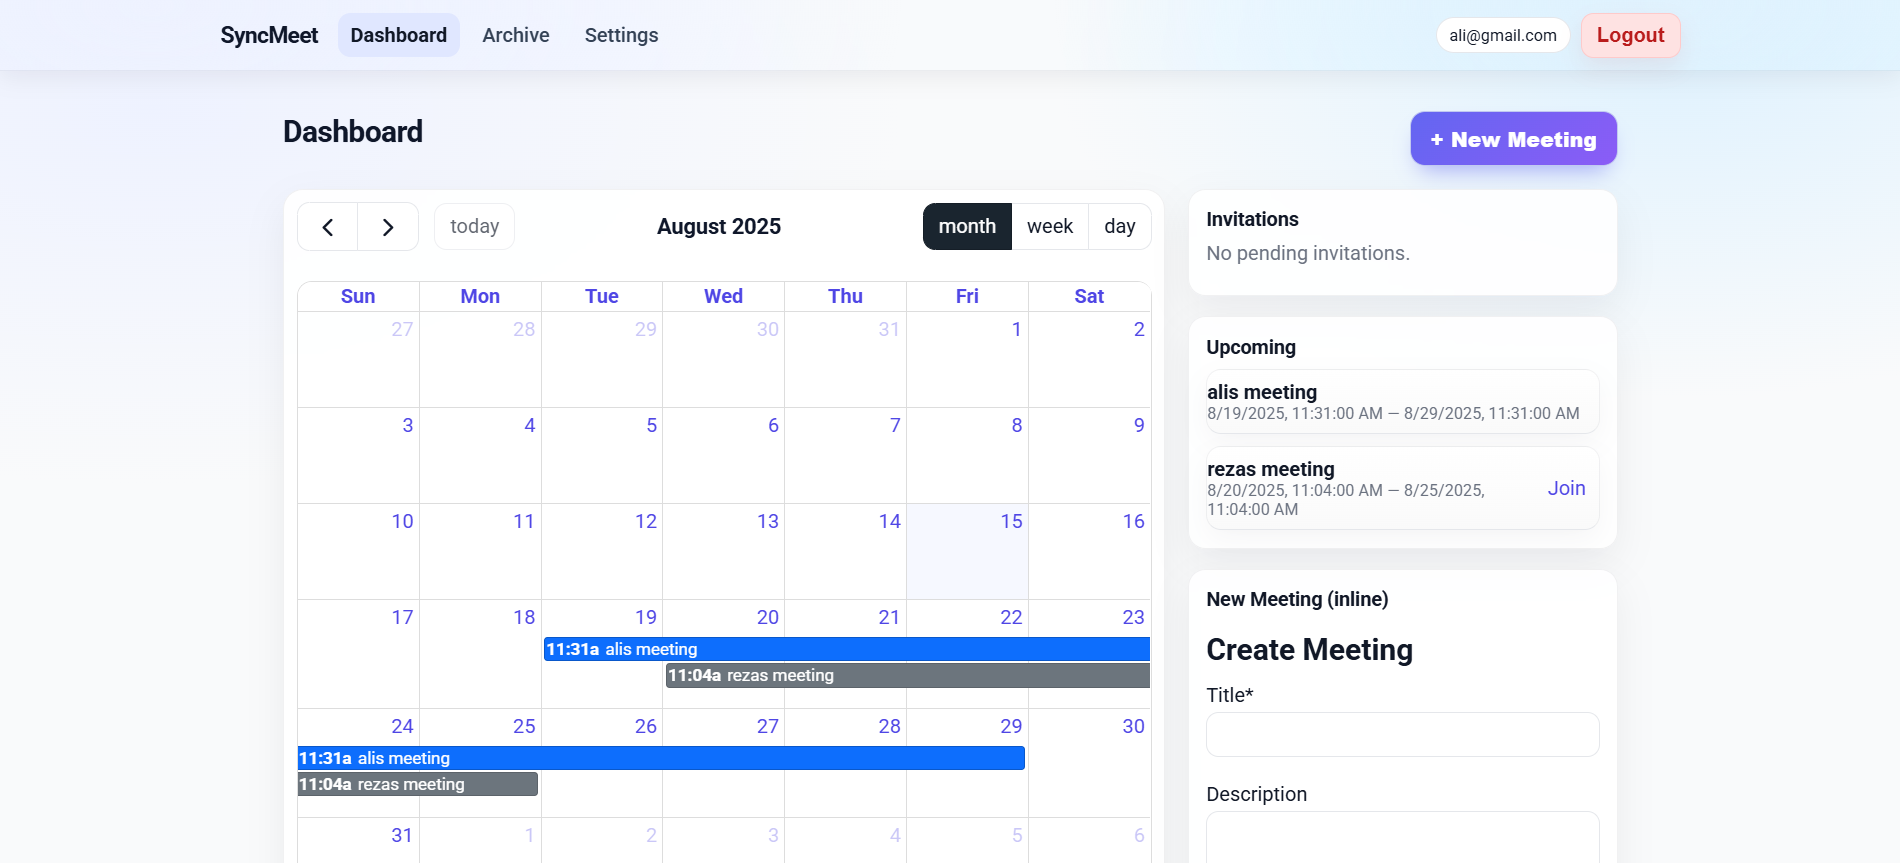 SyncMeet Dashboard Archive Settings ali@gmail.com Logout
Dashboard
+ New Meeting
today August 2025 month week day
Sun Mon Tue Wed Thu Fri Sat
27 28 29 30 31 1 2
3 4 5 6 7 8 9
10 11 12 13 14 15 16
17 18 19 20 21 22 23
11:31a alis meeting
11:04a rezas meeting
24 25 26 27 28 29 30
11:31a alis meeting
11:04a rezas meeting
31 1 2 3 4 5 6
Invitations
No pending invitations.
Upcoming
alis meeting
8/19/2025, 11:31:00 AM — 8/29/2025, 11:31:00 AM
rezas meeting
8/20/2025, 11:04:00 AM — 8/25/2025,
11:04:00 AM
Join
New Meeting (inline)
Create Meeting
Title*
Description